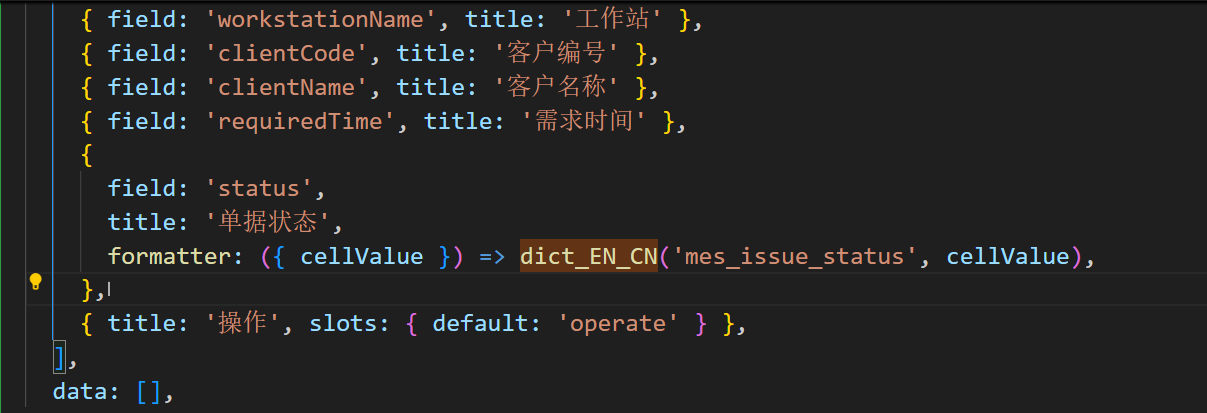 { field: 'workstationName', title: '工作站' },
{ field: 'clientCode', title: '客户编号' },
{ field: 'clientName', title: '客户名称' },
{ field: 'requiredTime', title: '需求时间' },
{
field: 'status',
title: '单据状态',
formatter: ({ cellValue }) => dict_EN_CN('mes_issue_status', cellValue),
},
{ title: '操作', slots: { default: 'operate' } },
],
data: [],